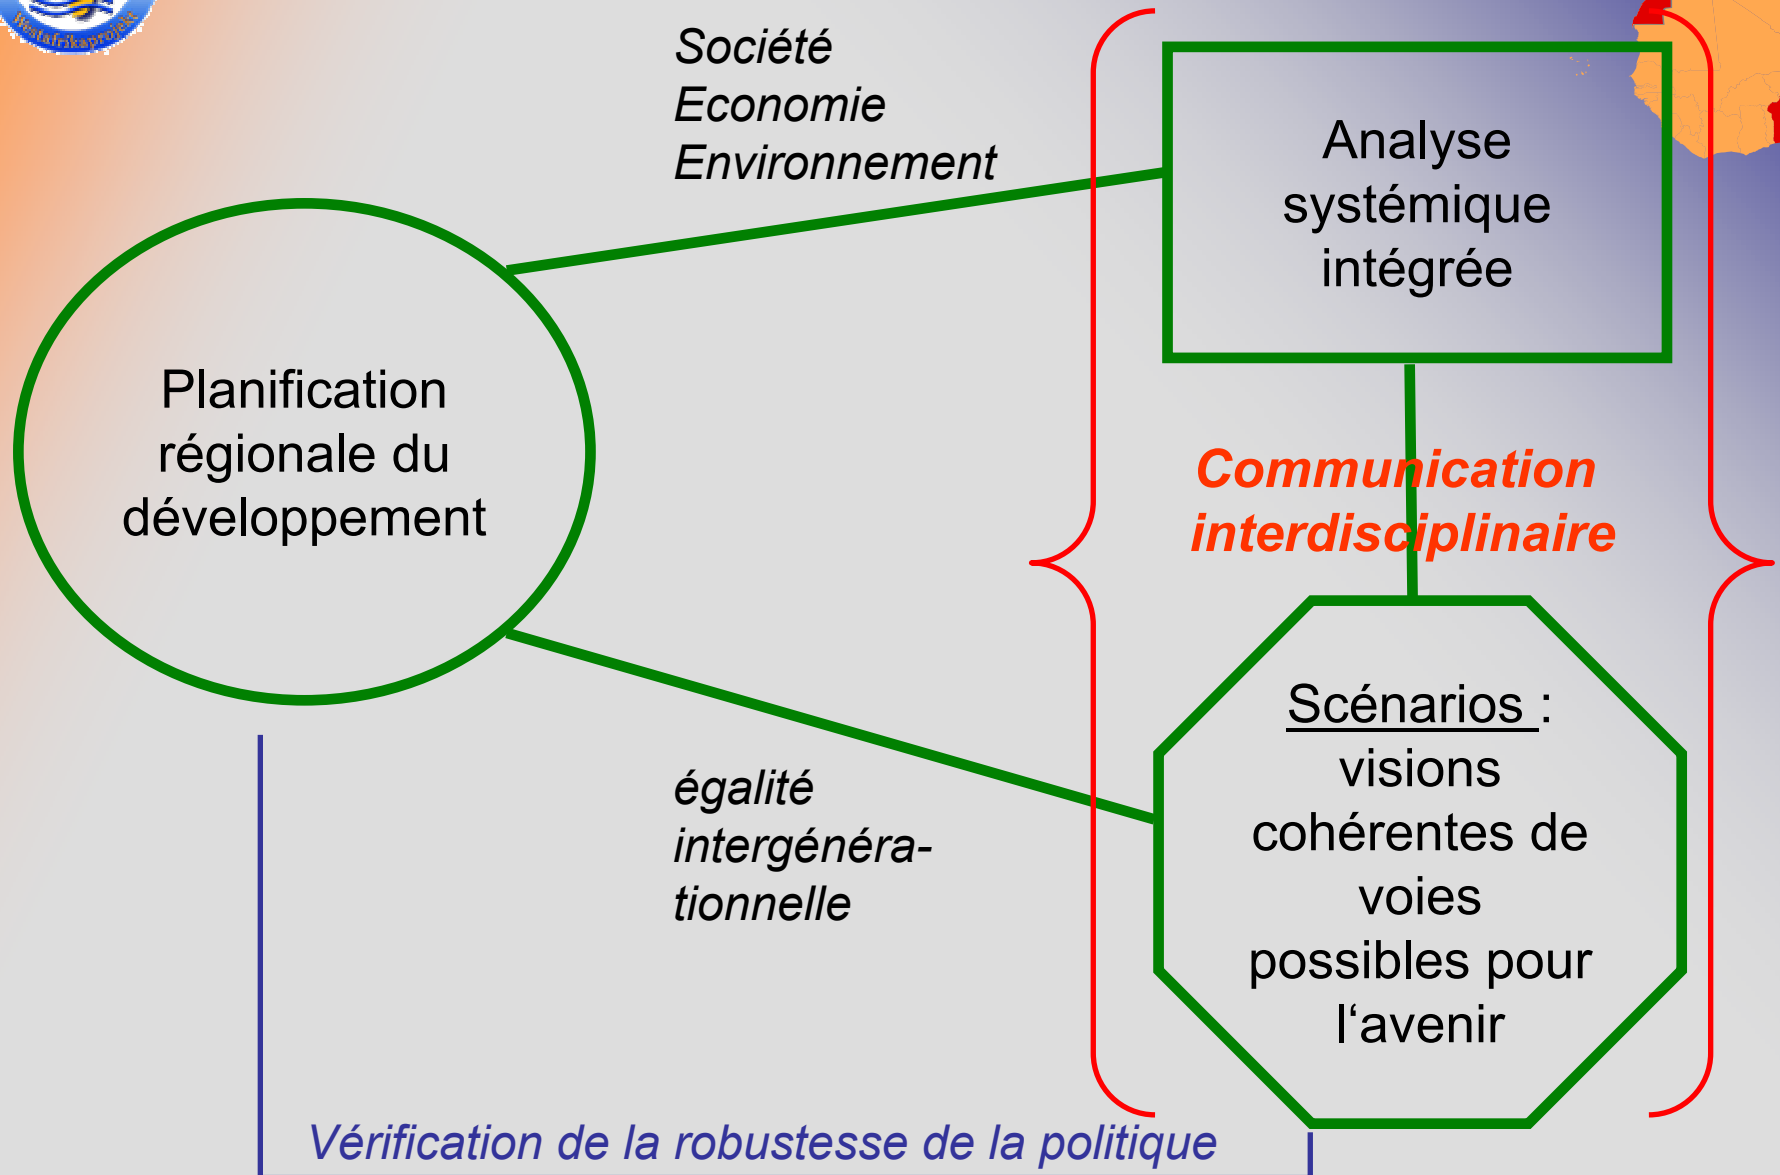 Westafrikaprojekt
Société
Economie
Environnement
Analyse
systémique
intégrée
Planification
régionale du
développement
Communication
interdisciplinaire
égalité
intergénéra-
tionnelle
Scénarios :
visions
cohérentes de
voies
possibles pour
l‘avenir
Vérification de la robustesse de la politique